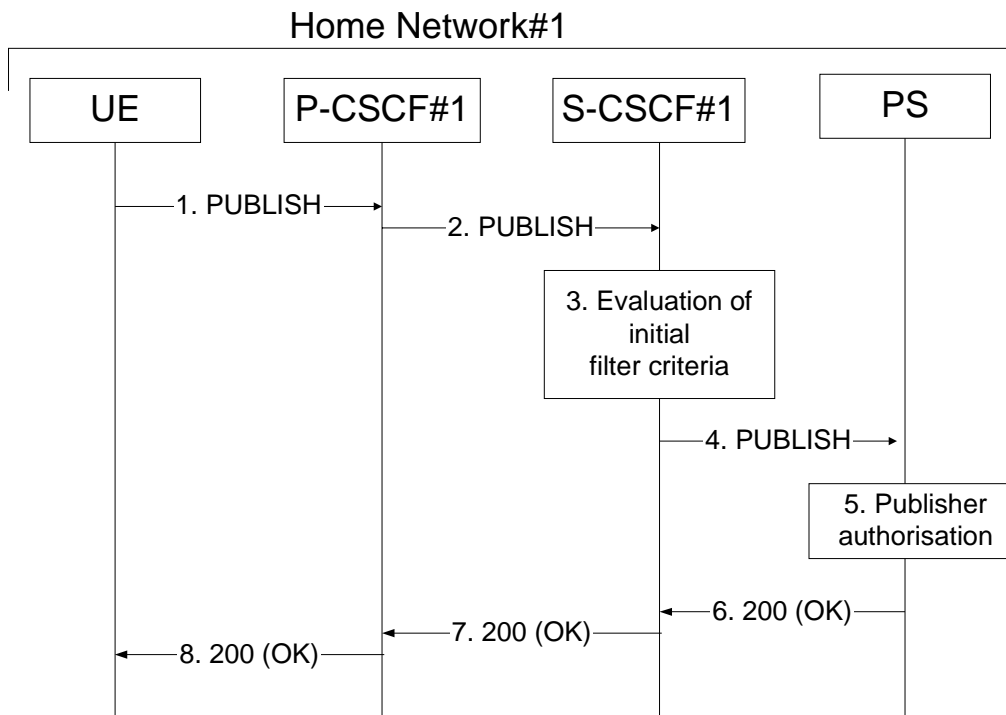 Home Network#1
UE
P-CSCF#1
S-CSCF#1
PS
1. PUBLISH
2. PUBLISH
3. Evaluation of
initial
filter criteria
4. PUBLISH
5. Publisher
authorisation
6. 200 (OK)
7. 200 (OK)
8. 200 (OK)